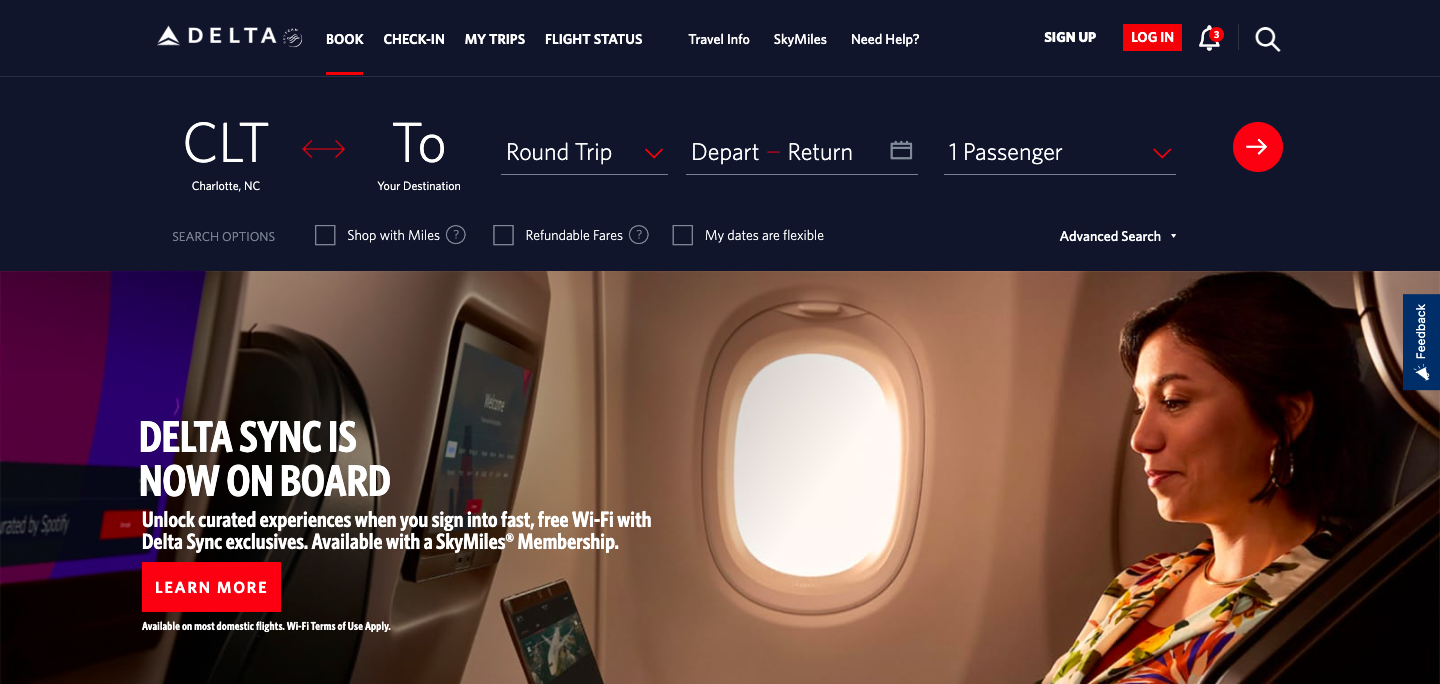 DELTA
BOOK CHECK-IN MY TRIPS FLIGHT STATUS Travel Info SkyMiles Need Help? SIGN UP LOG IN 3
CLT To
Round Trip Depart – Return 1 Passenger
Charlotte, NC Your Destination
SEARCH OPTIONS Shop with Miles ? Refundable Fares ? My dates are flexible Advanced Search
Feedback
Welcome
DELTA SYNC IS
NOW ON BOARD
urated by Spotify
Unlock curated experiences when you sign into fast, free Wi-Fi with
Delta Sync exclusives. Available with a SkyMiles® Membership.
LEARN MORE
Available on most domestic flights. Wi-Fi Terms of Use Apply.